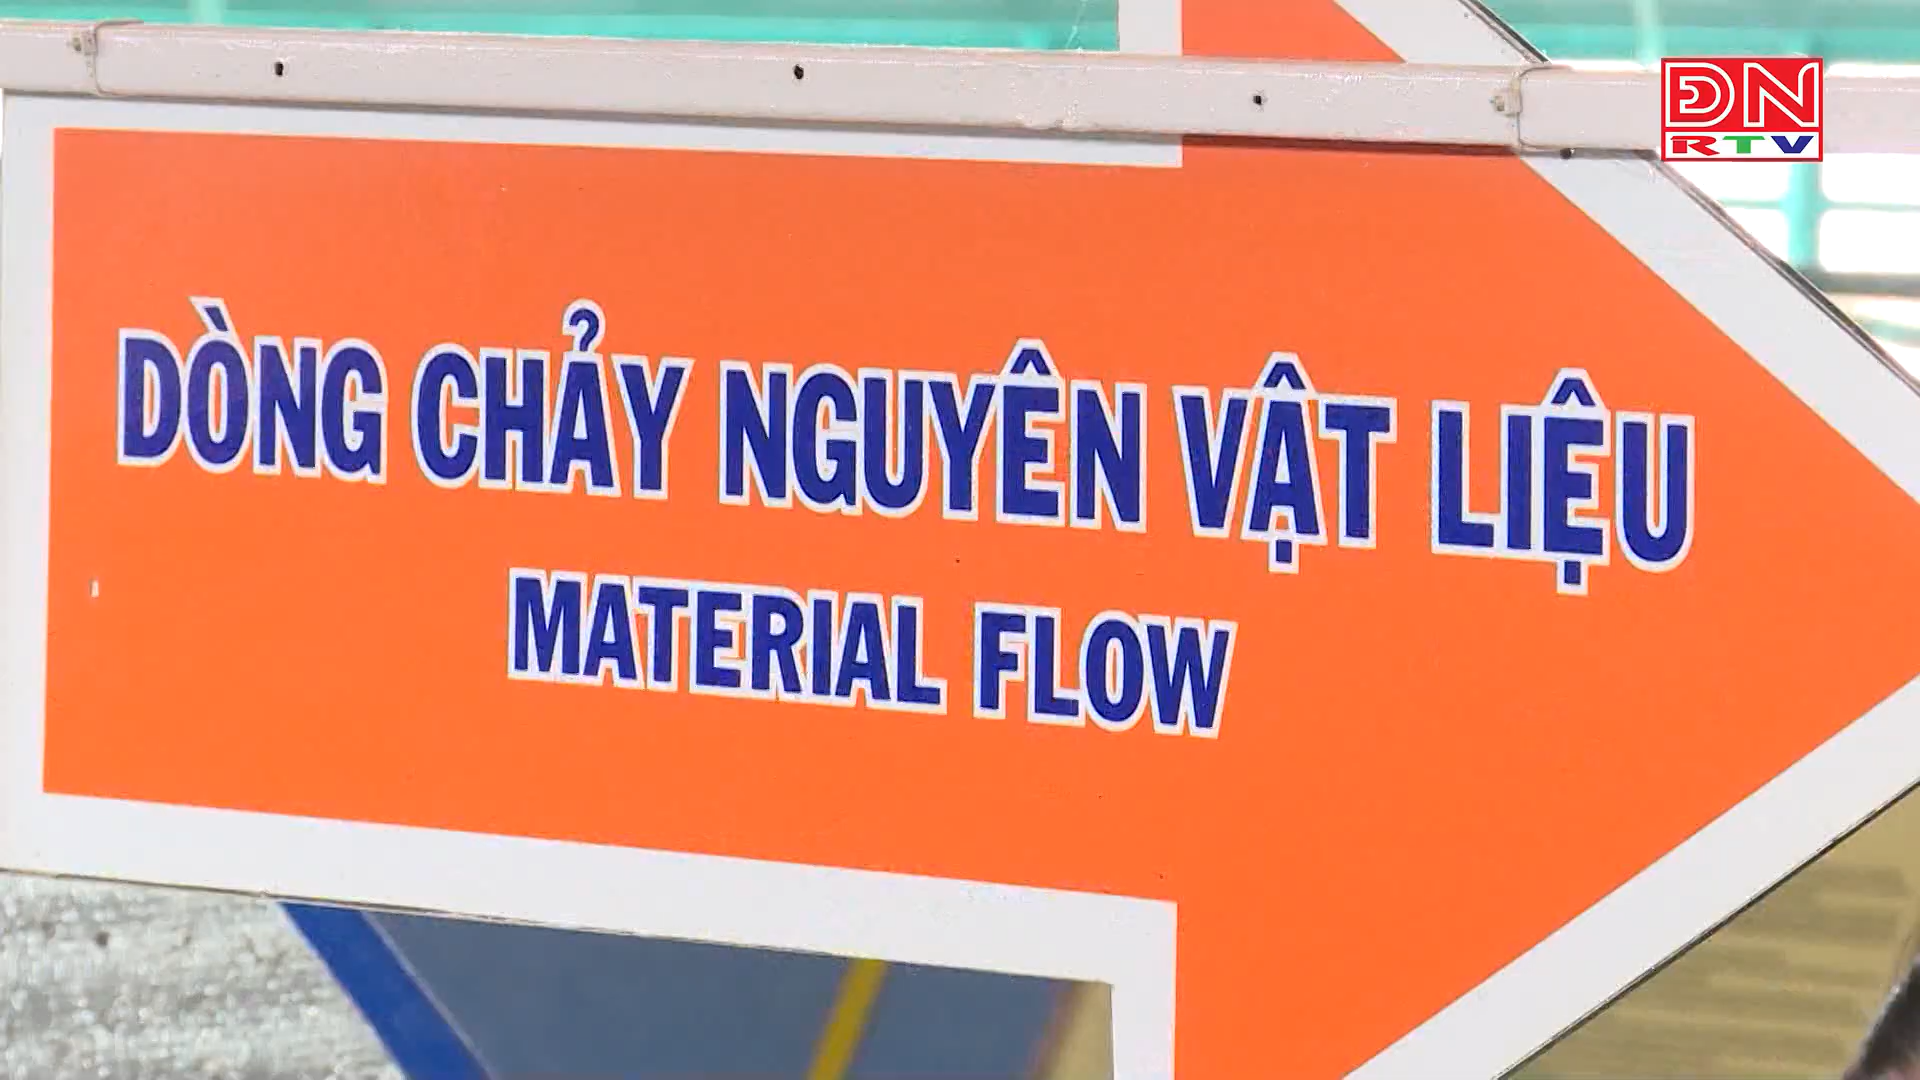 ĐN
RTV
DÒNG CHẢY NGUYÊN VẬT LIỆU
MATERIAL FLOW